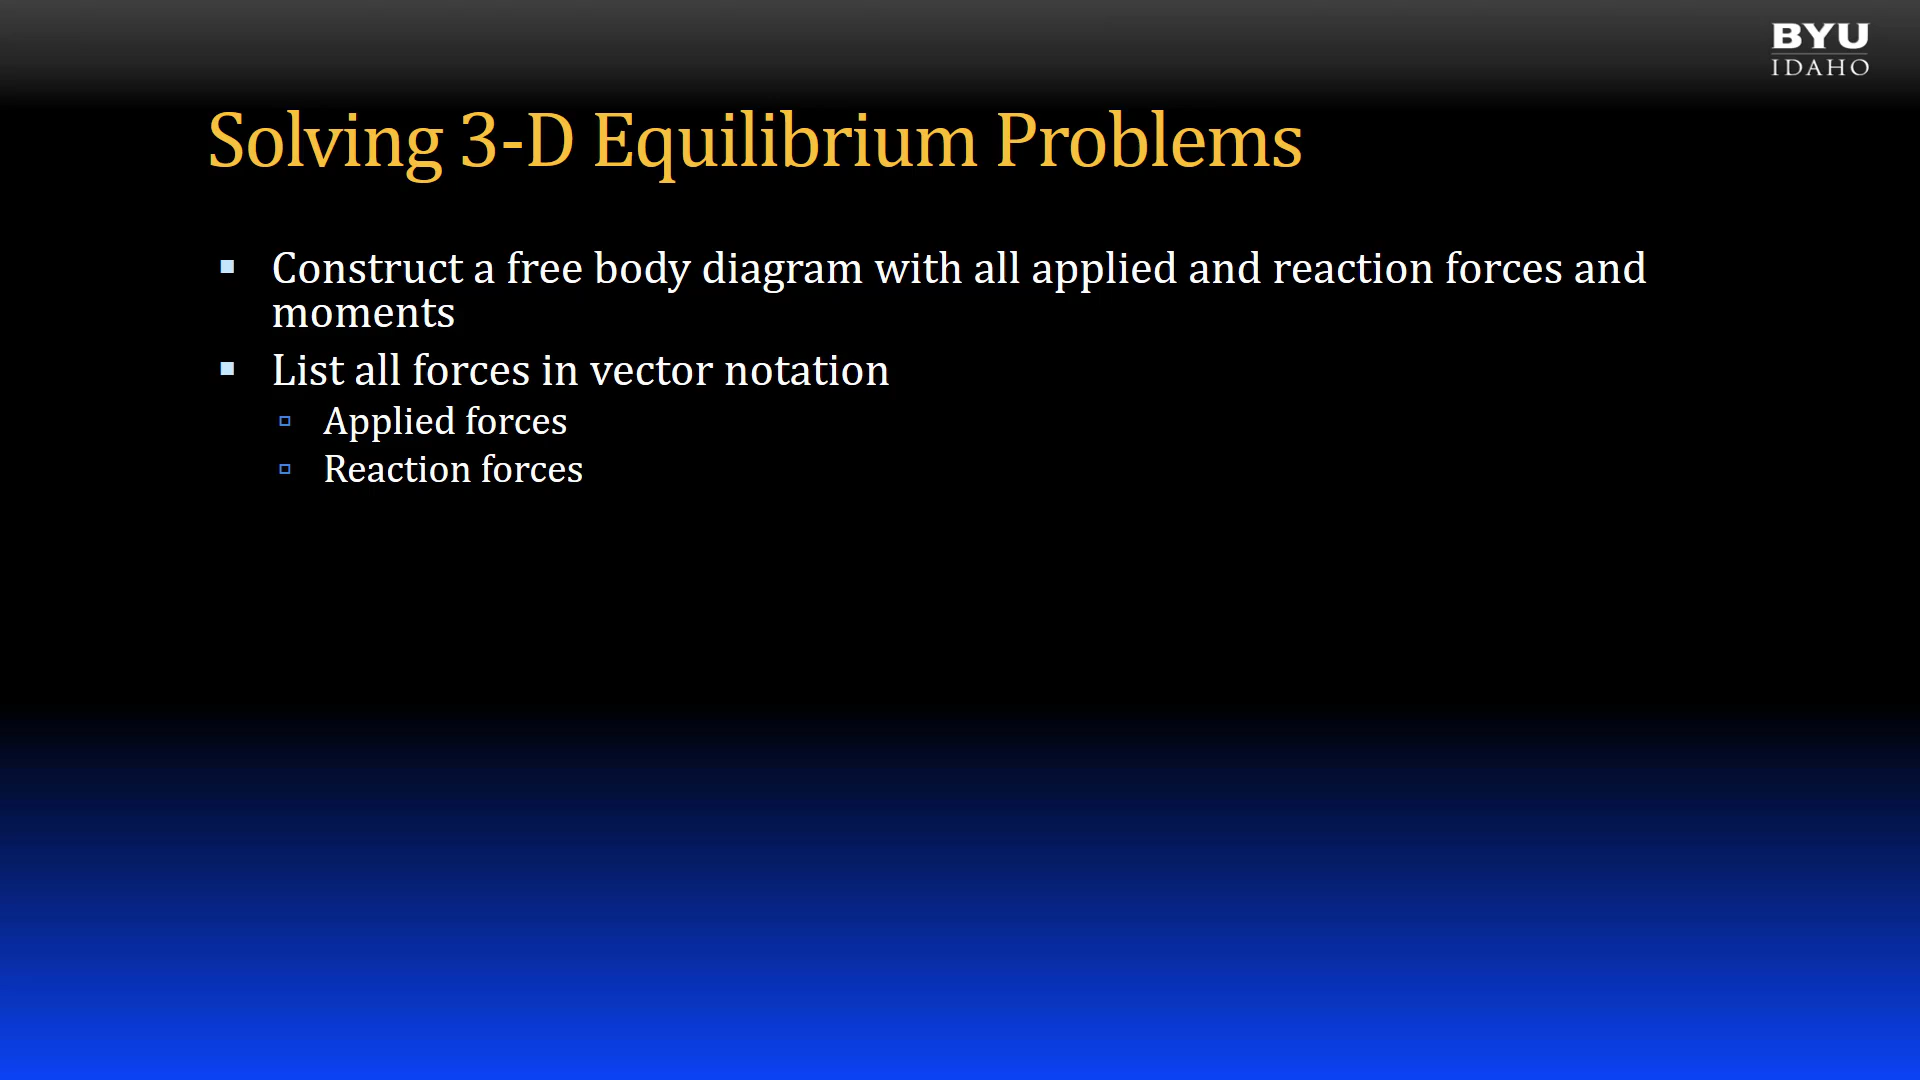 BYU
IDAHO
Solving 3-D Equilibrium Problems
▪ Construct a free body diagram with all applied and reaction forces and
moments
▪ List all forces in vector notation
▫ Applied forces
▫ Reaction forces